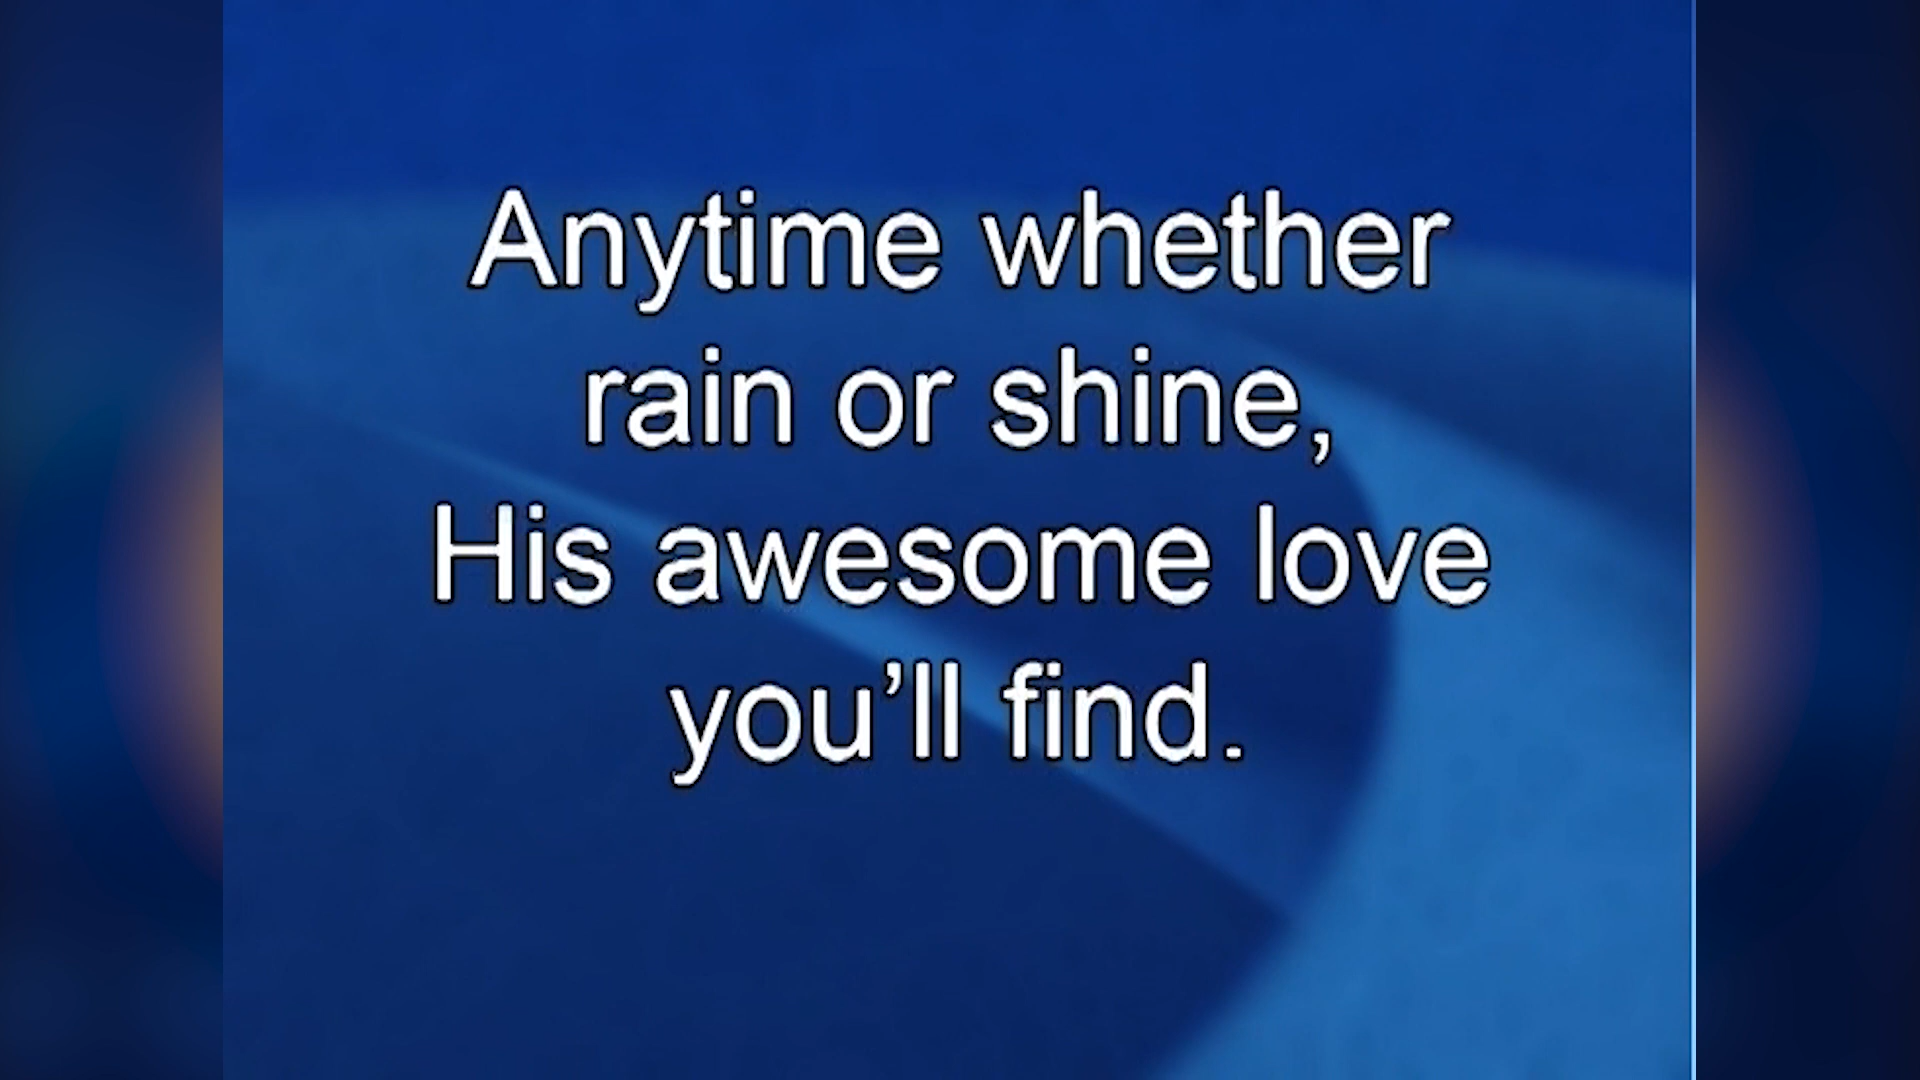 Anytime whether
rain or shine,
His awesome love
you’ll find.